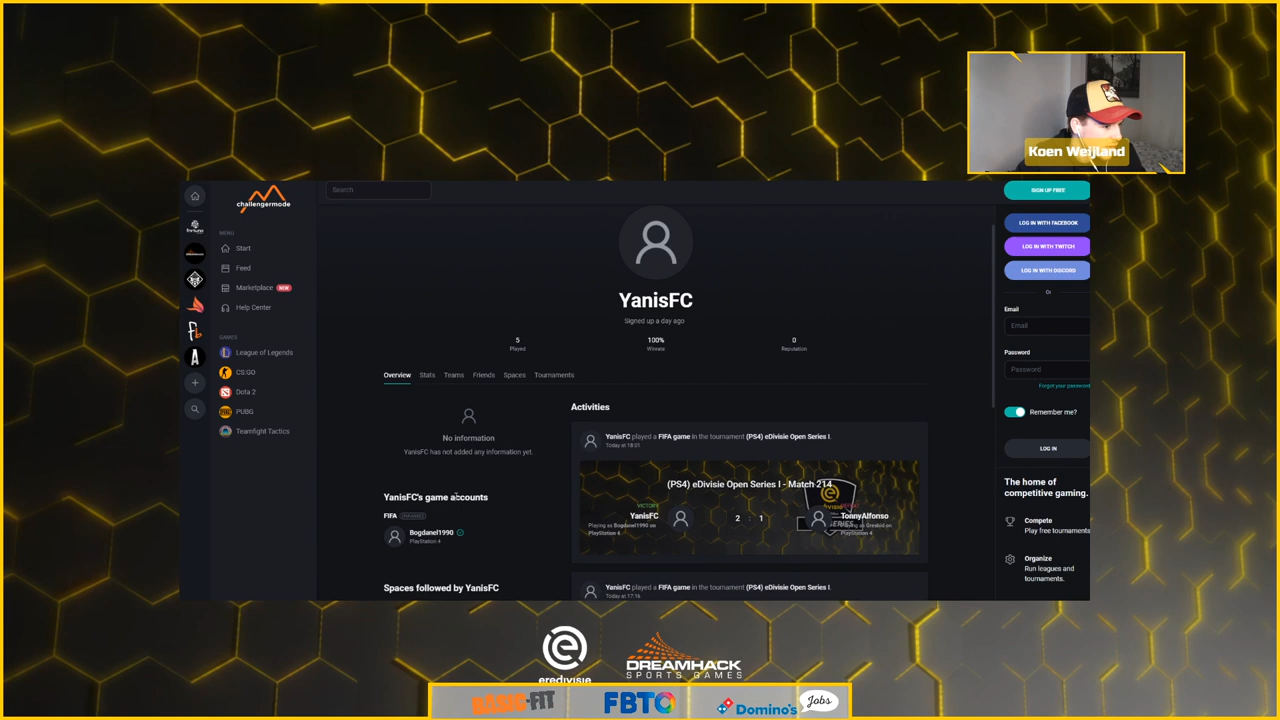 Koen Weijland
challengermode
Search
SIGN UP FREE
MENU
Start
Feed
Marketplace NEW
Help Center
GAMES
League of Legends
CS:GO
Dota 2
PUBG
Teamfight Tactics
YanisFC
Signed up a day ago
5
Played
100%
Winrate
0
Reputation
Overview Stats Teams Friends Spaces Tournaments
No information
YanisFC has not added any information yet.
YanisFC's game accounts
FIFA
Bogdanel1990
PlayStation 4
Spaces followed by YanisFC
Activities
YanisFC played a FIFA game in the tournament (PS4) eDivisie Open Series I.
Today at 18:01
(PS4) eDivisie Open Series I - Match 214
VICTORY
YanisFC
Playing as Bogdanel1990 on
PlayStation 4
2 : 1
TonnyAlfonso
PlayStation 4
YanisFC played a FIFA game in the tournament (PS4) eDivisie Open Series I.
Today at 17:16
LOG IN WITH FACEBOOK
LOG IN WITH TWITCH
LOG IN WITH DISCORD
Or
Email
Email
Password
Password
Forgot your password
Remember me?
LOG IN
The home of
competitive gaming.
Compete
Play free tournaments
Organize
Run leagues and
tournaments.
eredivisie
DREAMHACK
SPORTS GAMES
BASIC-FIT
FBTO
Domino's Jobs